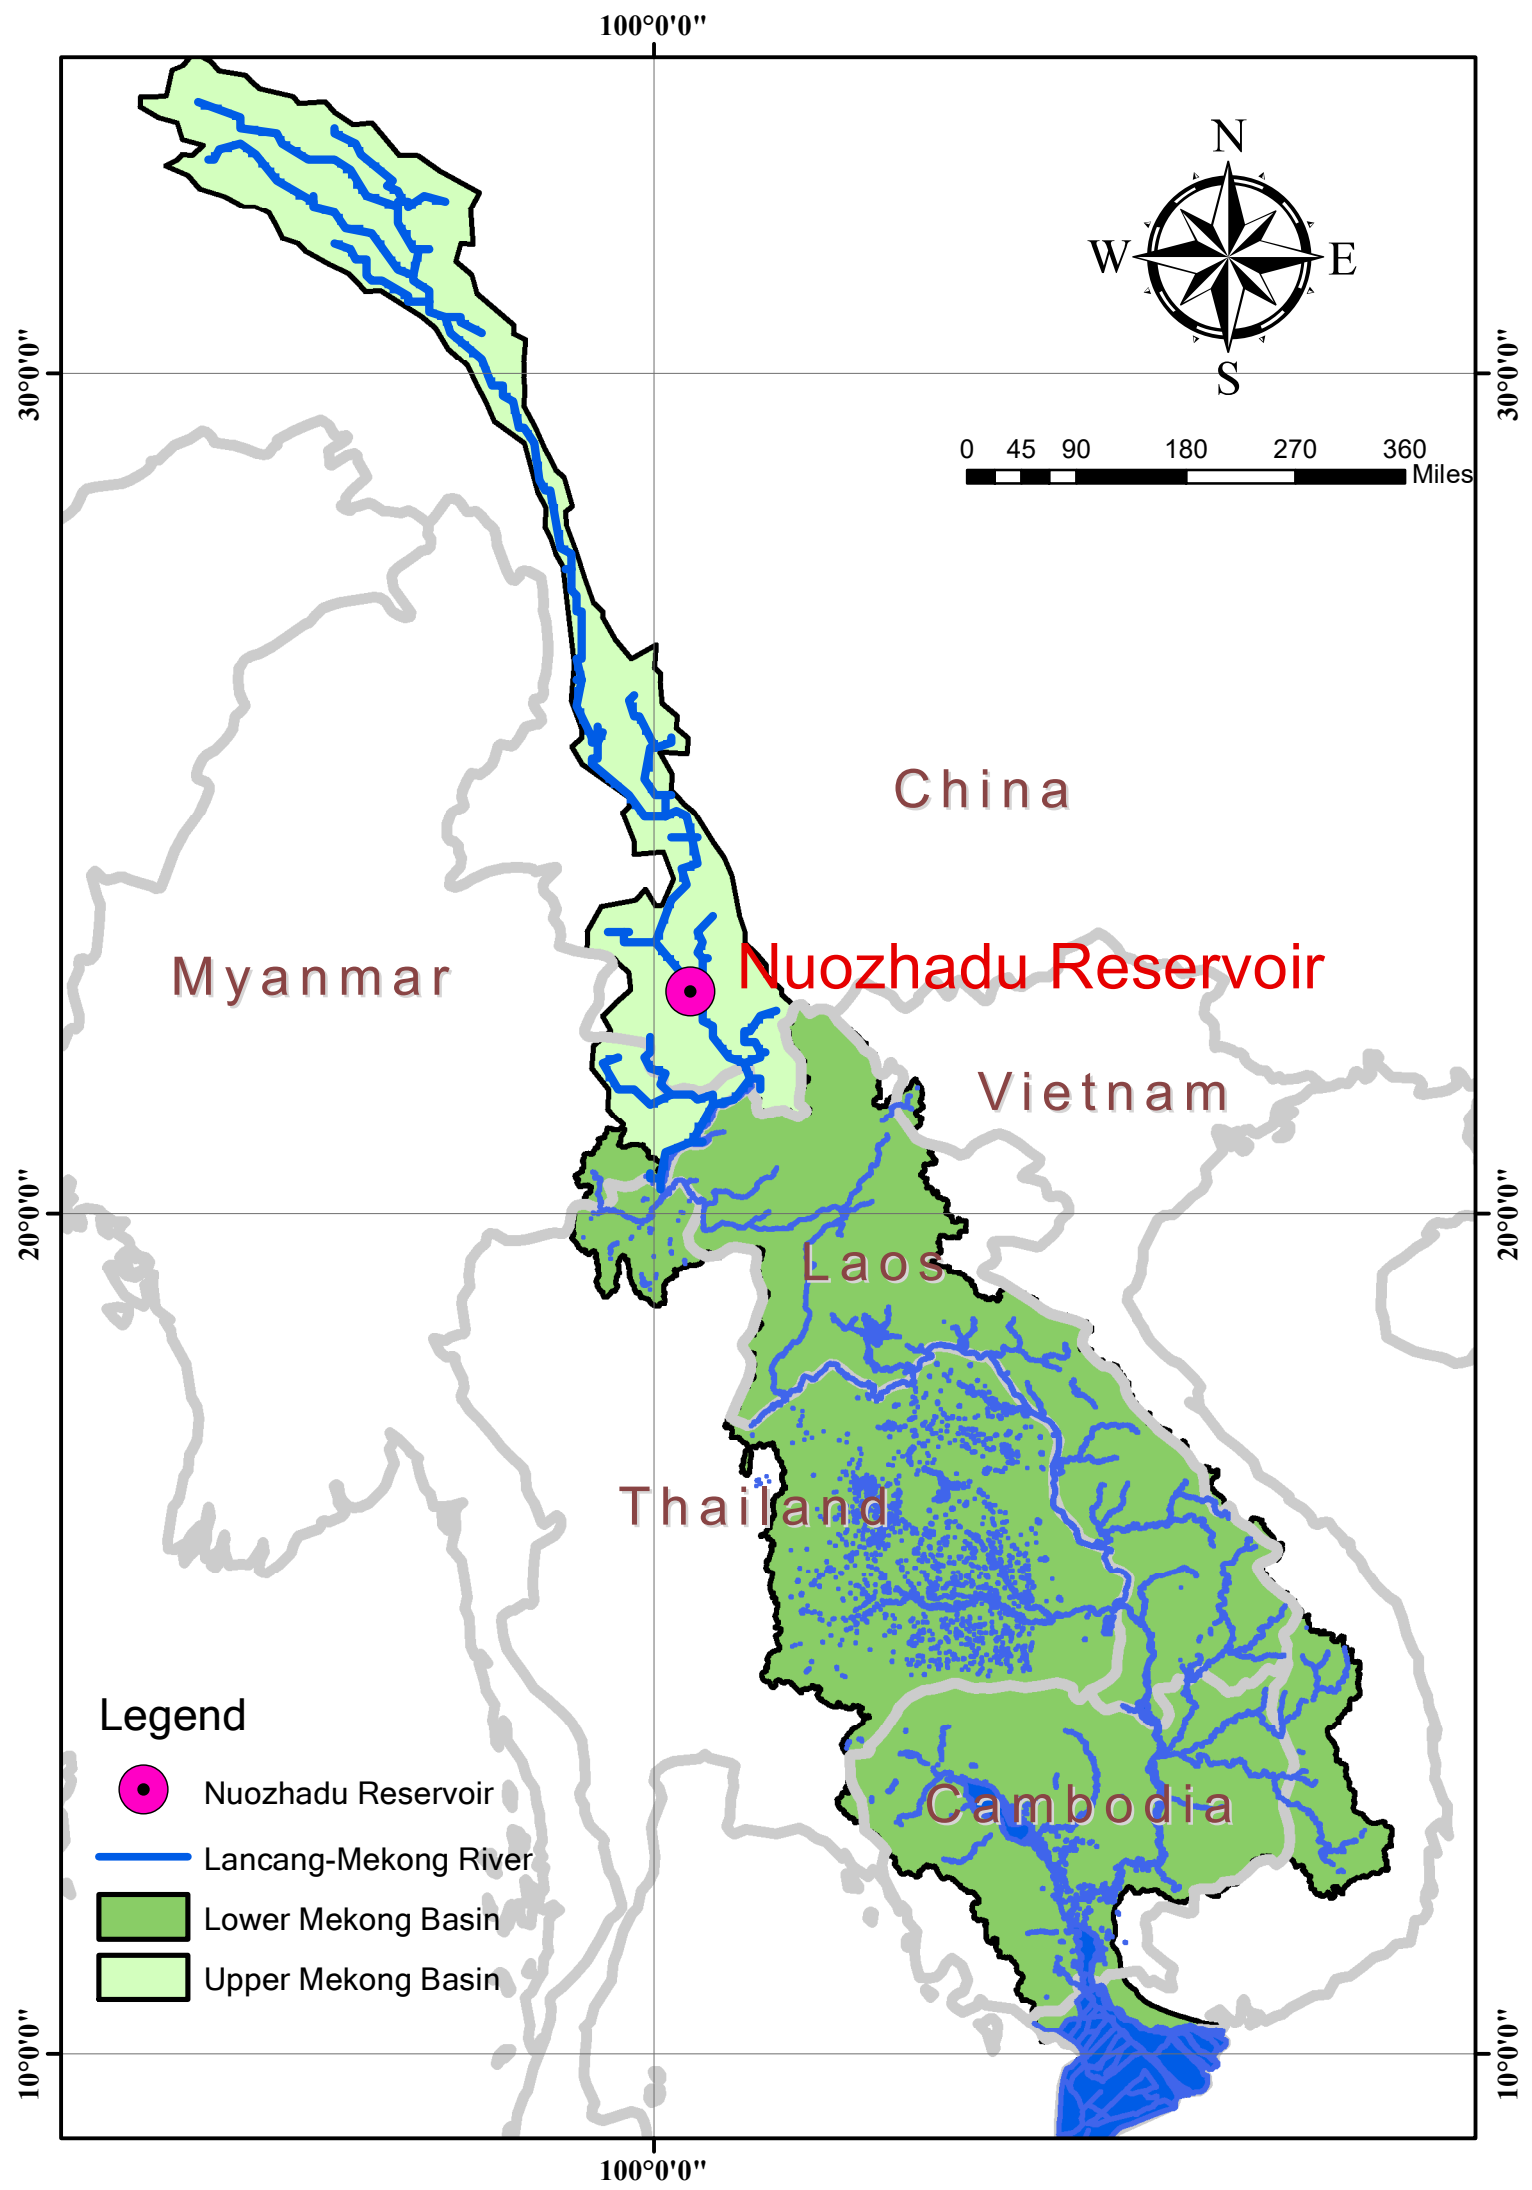 100°0'0"
N
W
E
S
30°0'0"
30°0'0"
0 45 90 180 270 360
Miles
China
Myanmar
Nuozhadu Reservoir
Vietnam
20°0'0"
20°0'0"
Laos
Thailand
Legend
Nuozhadu Reservoir
Cambodia
Lancang-Mekong River
Lower Mekong Basin
Upper Mekong Basin
10°0'0"
10°0'0"
100°0'0"